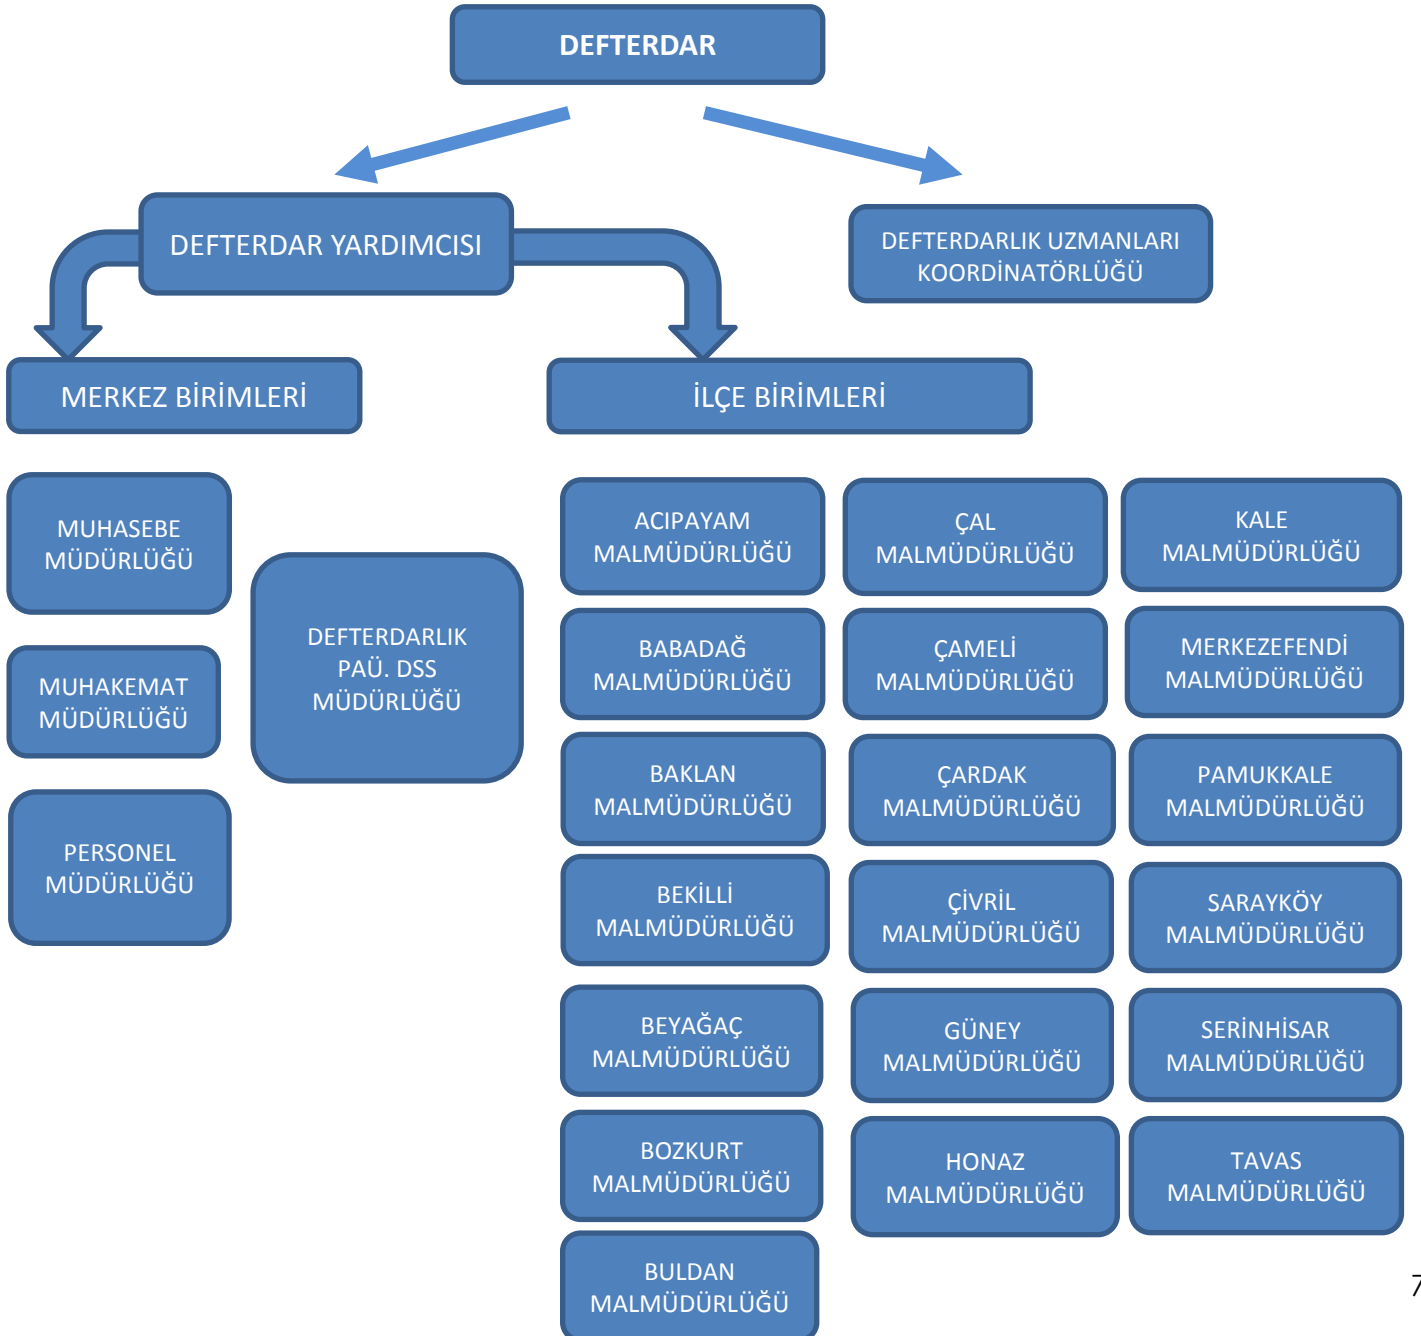 DEFTERDAR
DEFTERDAR YARDIMCISI
DEFTERDARLIK UZMANLARI
KOORDİNATÖRLÜĞÜ
MERKEZ BİRİMLERİ
İLÇE BİRİMLERİ
MUHASEBE
MÜDÜRLÜĞÜ
MUHAKEMAT
MÜDÜRLÜĞÜ
PERSONEL
MÜDÜRLÜĞÜ
DEFTERDARLIK
PAÜ. DSS
MÜDÜRLÜĞÜ
ACIPAYAM
MALMÜDÜRLÜĞÜ
BABADAĞ
MALMÜDÜRLÜĞÜ
BAKLAN
MALMÜDÜRLÜĞÜ
BEKİLLİ
MALMÜDÜRLÜĞÜ
BEYAĞAÇ
MALMÜDÜRLÜĞÜ
BOZKURT
MALMÜDÜRLÜĞÜ
BULDAN
MALMÜDÜRLÜĞÜ
ÇAL
MALMÜDÜRLÜĞÜ
ÇAMELİ
MALMÜDÜRLÜĞÜ
ÇARDAK
MALMÜDÜRLÜĞÜ
ÇİVRİL
MALMÜDÜRLÜĞÜ
GÜNEY
MALMÜDÜRLÜĞÜ
HONAZ
MALMÜDÜRLÜĞÜ
KALE
MALMÜDÜRLÜĞÜ
MERKEZEFENDİ
MALMÜDÜRLÜĞÜ
PAMUKKALE
MALMÜDÜRLÜĞÜ
SARAYKÖY
MALMÜDÜRLÜĞÜ
SERİNHİSAR
MALMÜDÜRLÜĞÜ
TAVAS
MALMÜDÜRLÜĞÜ
7